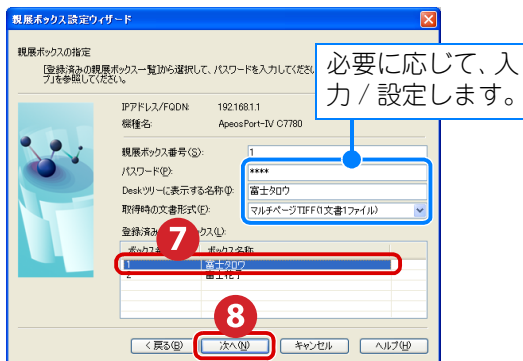 親展ボックス設定ウィザード
親展ボックスの指定
[登録済みの親展ボックス一覧]から選択して、パスワードを入力してください
プ]を参照してください。
必要に応じて、入
力 / 設定します。
IPアドレス/FQDN: 192.168.1.1
機種名: ApeosPort-IV C7780
親展ボックス番号(S): 1
パスワード(P): ****
Deskツリーに表示する名称(I): 富士タロウ
取得時の文書形式(F): マルチページTIFF(1文書1ファイル)
登録済み クス(L):
7
ボックス ボックス名称
1 富士タロウ
2 富士花子
8
< 戻る(B) 次へ(N) > キャンセル ヘルプ(H)